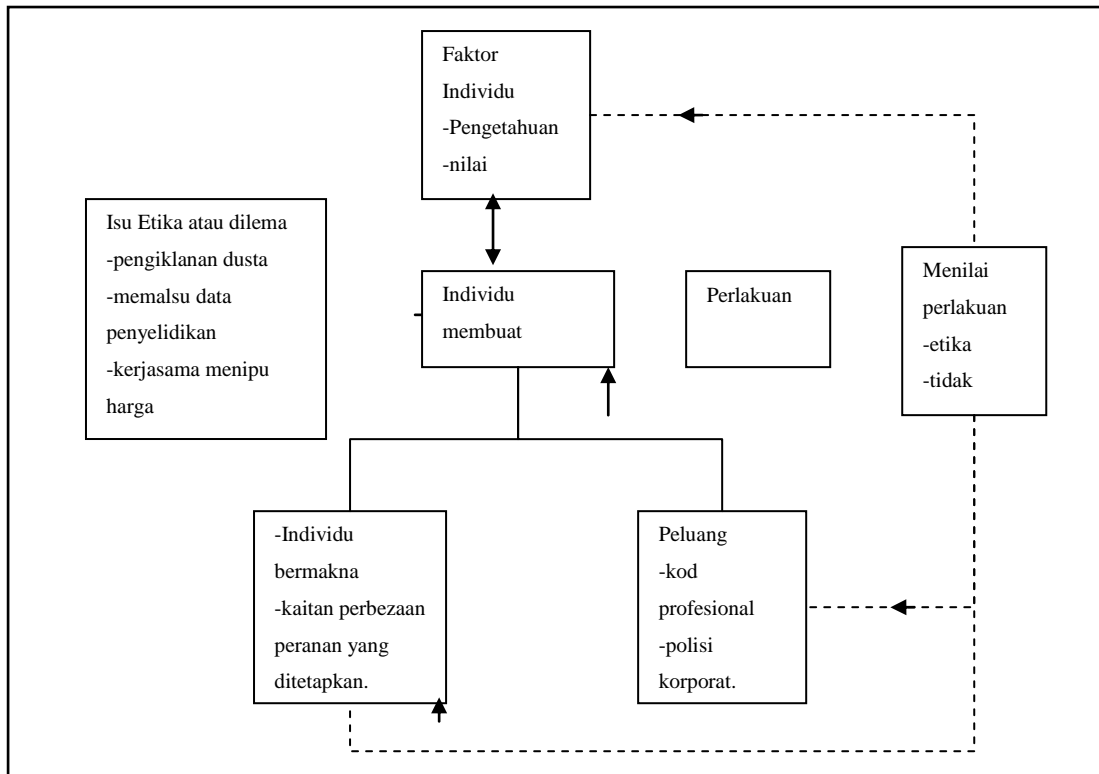 Faktor
Individu
-Pengetahuan
-nilai
Isu Etika atau dilema
-pengiklanan dusta
-memalsu data
penyelidikan
-kerjasama menipu
harga
Individu
membuat
Perlakuan
Menilai
perlakuan
-etika
-tidak
-Individu
bermakna
-kaitan perbezaan
peranan yang
ditetapkan.
Peluang
-kod
profesional
-polisi
korporat.